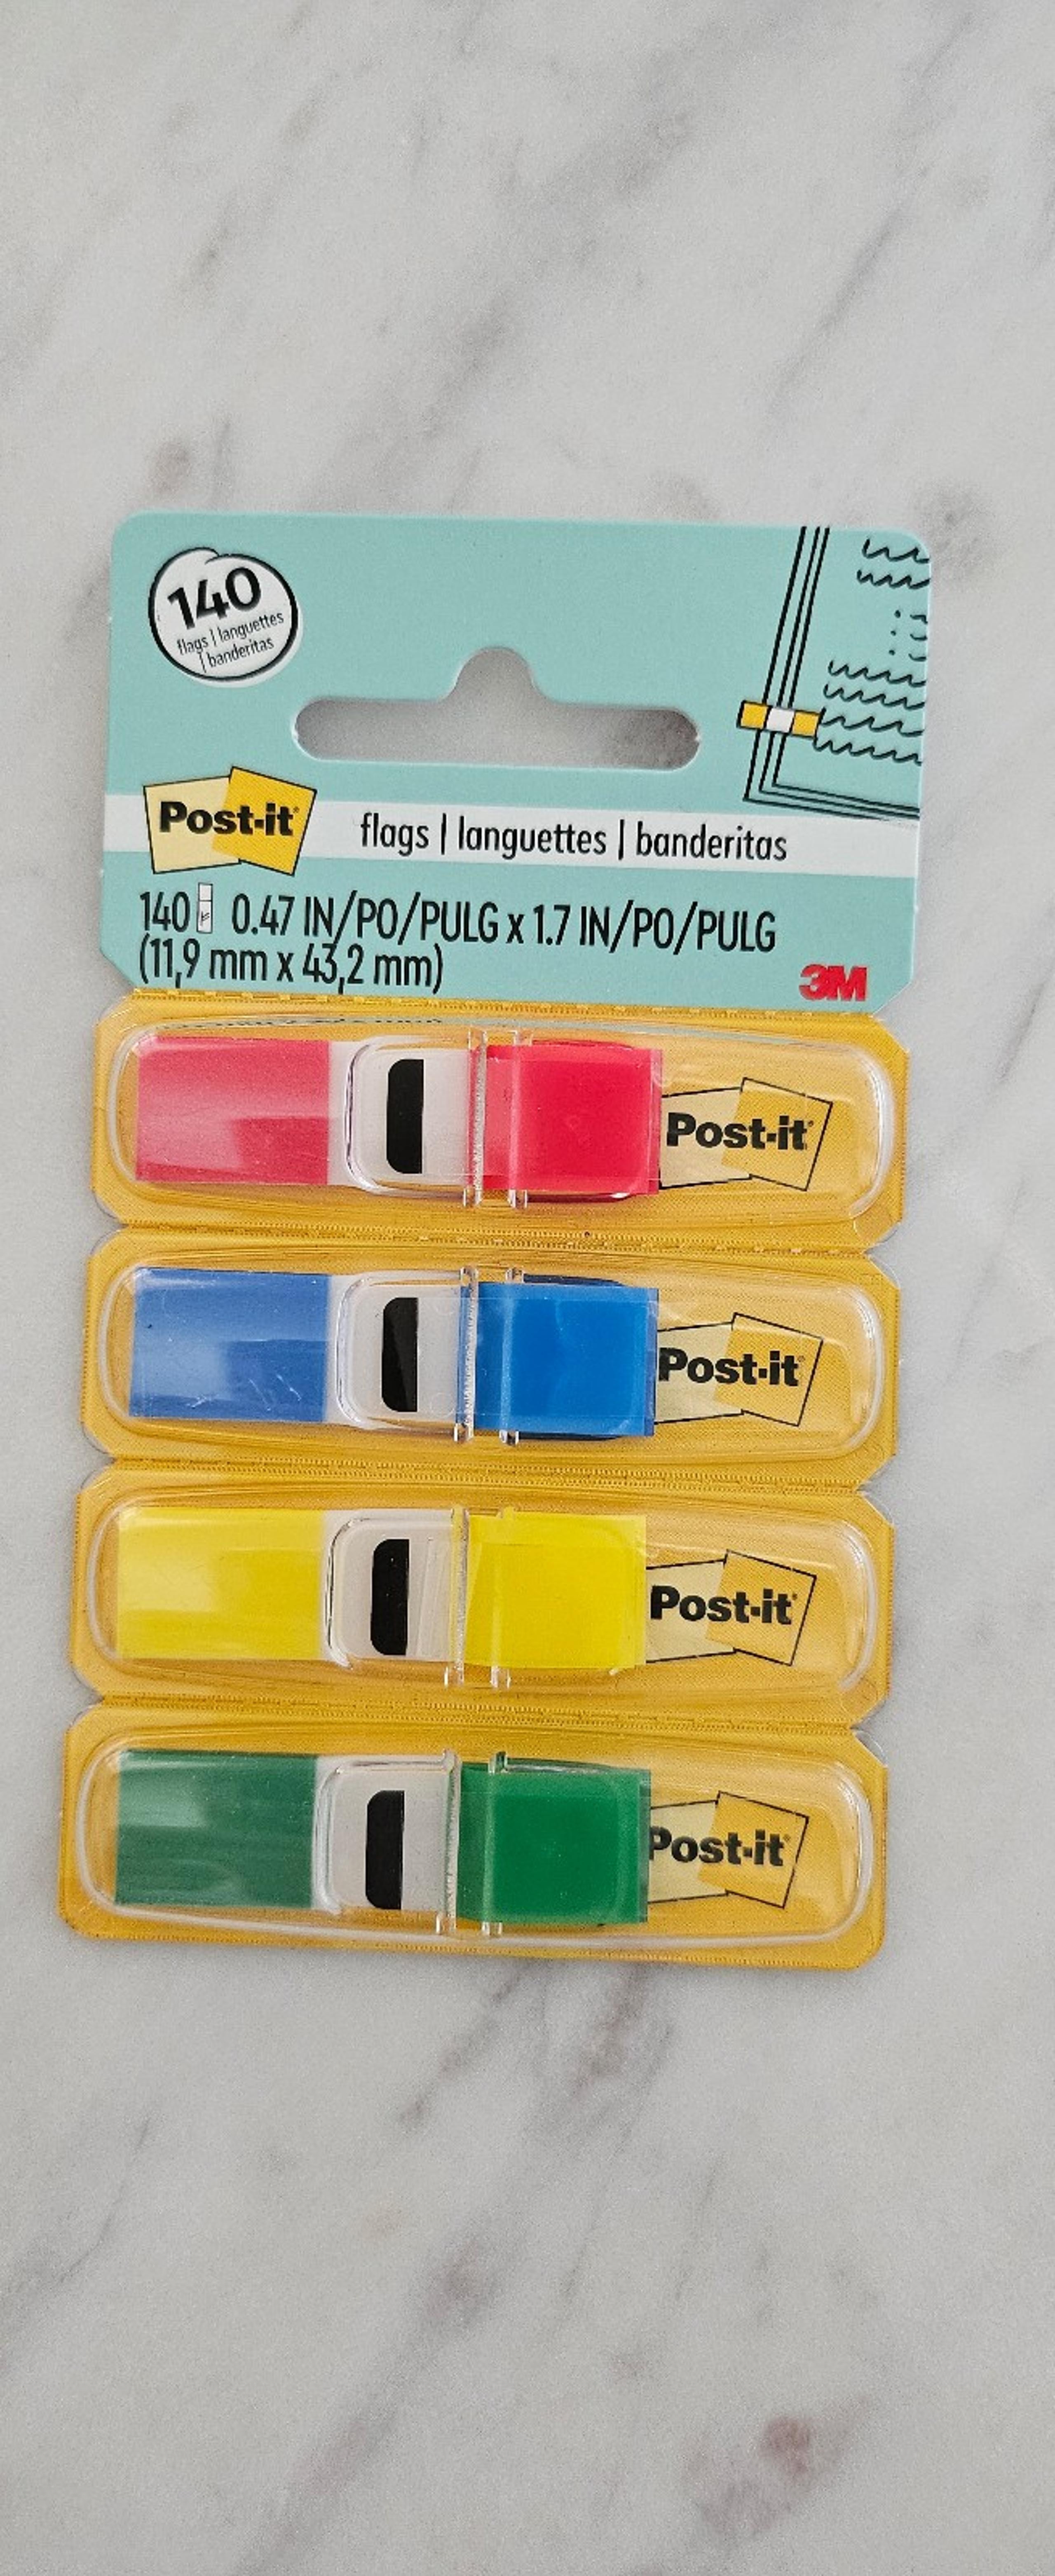 140
flags | languettes
| banderitas
Post-it®
flags | languettes | banderitas
140 0.47 IN/PO/PULG x 1.7 IN/PO/PULG
(11,9 mm x 43,2 mm)
3M
Post-it®
Post-it®
Post-it®
Post-it®